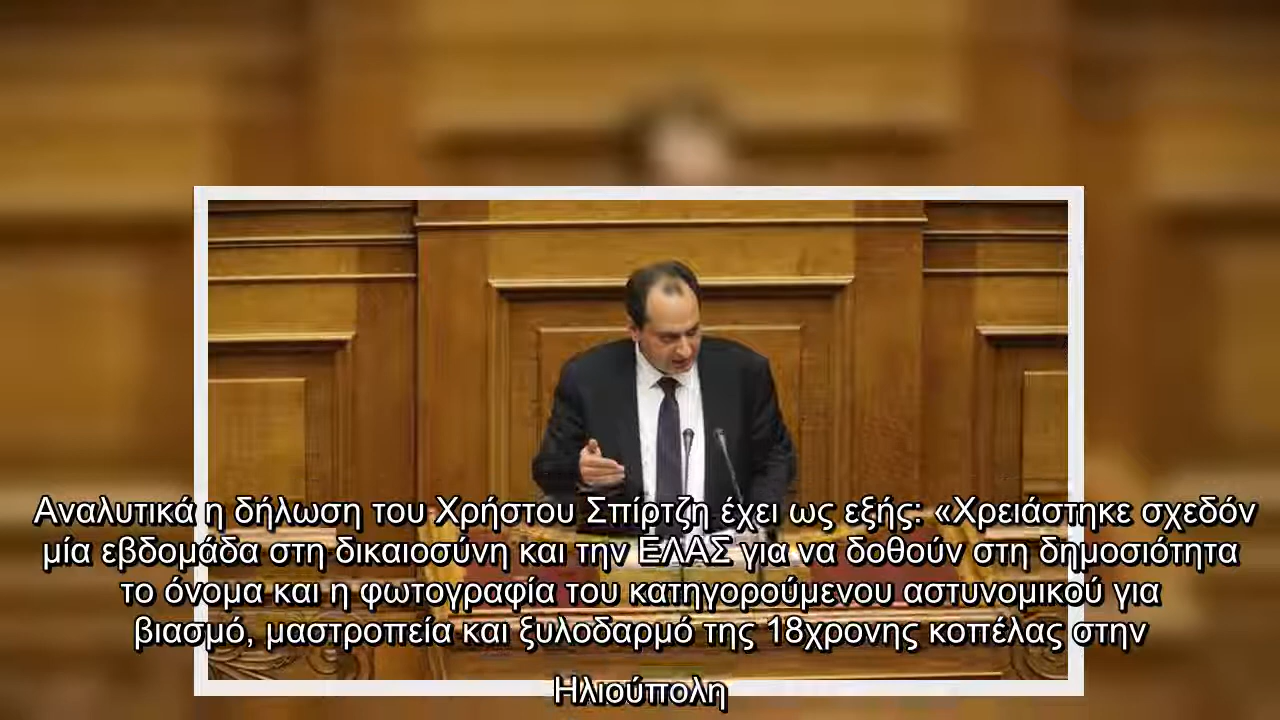 Αναλυτικά η δήλωση του Χρήστου Σπίρτζη έχει ως εξής: «Χρειάστηκε σχεδόν
μία εβδομάδα στη δικαιοσύνη και την ΕΛΑΣ για να δοθούν στη δημοσιότητα
το όνομα και η φωτογραφία του κατηγορούμενου αστυνομικού για
βιασμό, μαστροπεία και ξυλοδαρμό της 18χρονης κοπέλας στην
Ηλιούπολη